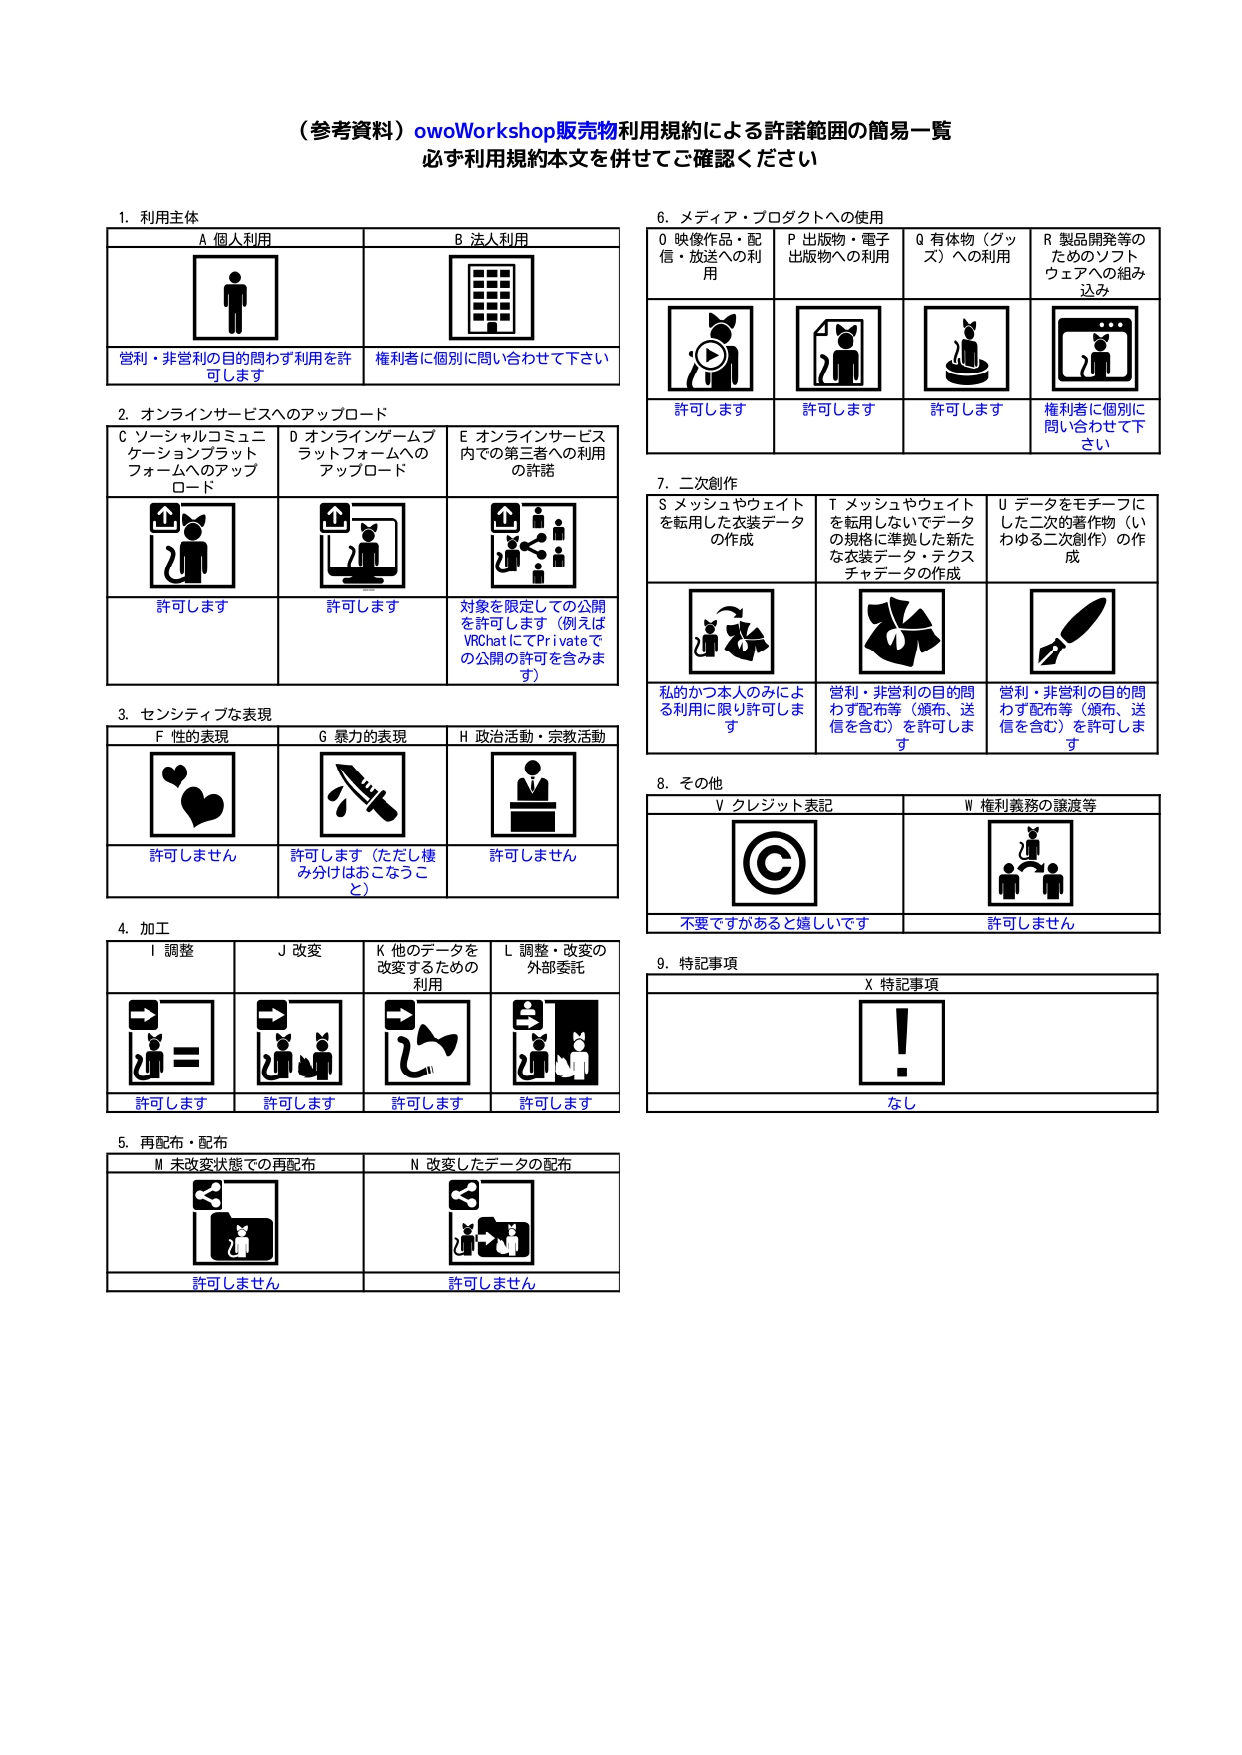 （参考資料）owoWorkshop販売物利用規約による許諾範囲の簡易一覧
必ず利用規約本文を併せてご確認ください
1. 利用主体
A 個人利用
B 法人利用
営利・非営利の目的問わず利用を許
可します
権利者に個別に問い合わせて下さい
2. オンラインサービスへのアップロード
C ソーシャルコミュニ
ケーションプラット
フォームへのアップ
ロード
D オンラインゲームプ
ラットフォームへの
アップロード
E オンラインサービス
内での第三者への利用
の許諾
許可します
許可します
対象を限定しての公開
を許可します（例えば
VRChatにてPrivateで
の公開の許可を含みま
す）
3. センシティブな表現
F 性的表現
G 暴力的表現
H 政治活動・宗教活動
許可しません
許可します（ただし棲
み分けはおこなうこ
と）
許可しません
4. 加工
I 調整
J 改変
K 他のデータを
改変するための
利用
L 調整・改変の
外部委託
許可します
許可します
許可します
許可します
5. 再配布・配布
M 未改変状態での再配布
N 改変したデータの配布
許可しません
許可しません
6. メディア・プロダクトへの使用
O 映像作品・配
信・放送への利
用
P 出版物・電子
出版物への利用
Q 有体物（グッ
ズ）への利用
R 製品開発等の
ためのソフト
ウェアへの組み
込み
許可します
許可します
許可します
権利者に個別に
問い合わせて下
さい
7. 二次創作
S メッシュやウェイト
を転用した衣装データ
の作成
T メッシュやウェイト
を転用しないでデータ
の規格に準拠した新た
な衣装データ・テクス
チャデータの作成
U データをモチーフに
した二次的著作物（い
わゆる二次創作）の作
成
私的かつ本人のみによ
る利用に限り許可しま
す
営利・非営利の目的問
わず配布等（頒布、送
信を含む）を許可しま
す
営利・非営利の目的問
わず配布等（頒布、送
信を含む）を許可しま
す
8. その他
V クレジット表記
W 権利義務の譲渡等
不要ですがあると嬉しいです
許可しません
9. 特記事項
X 特記事項
なし